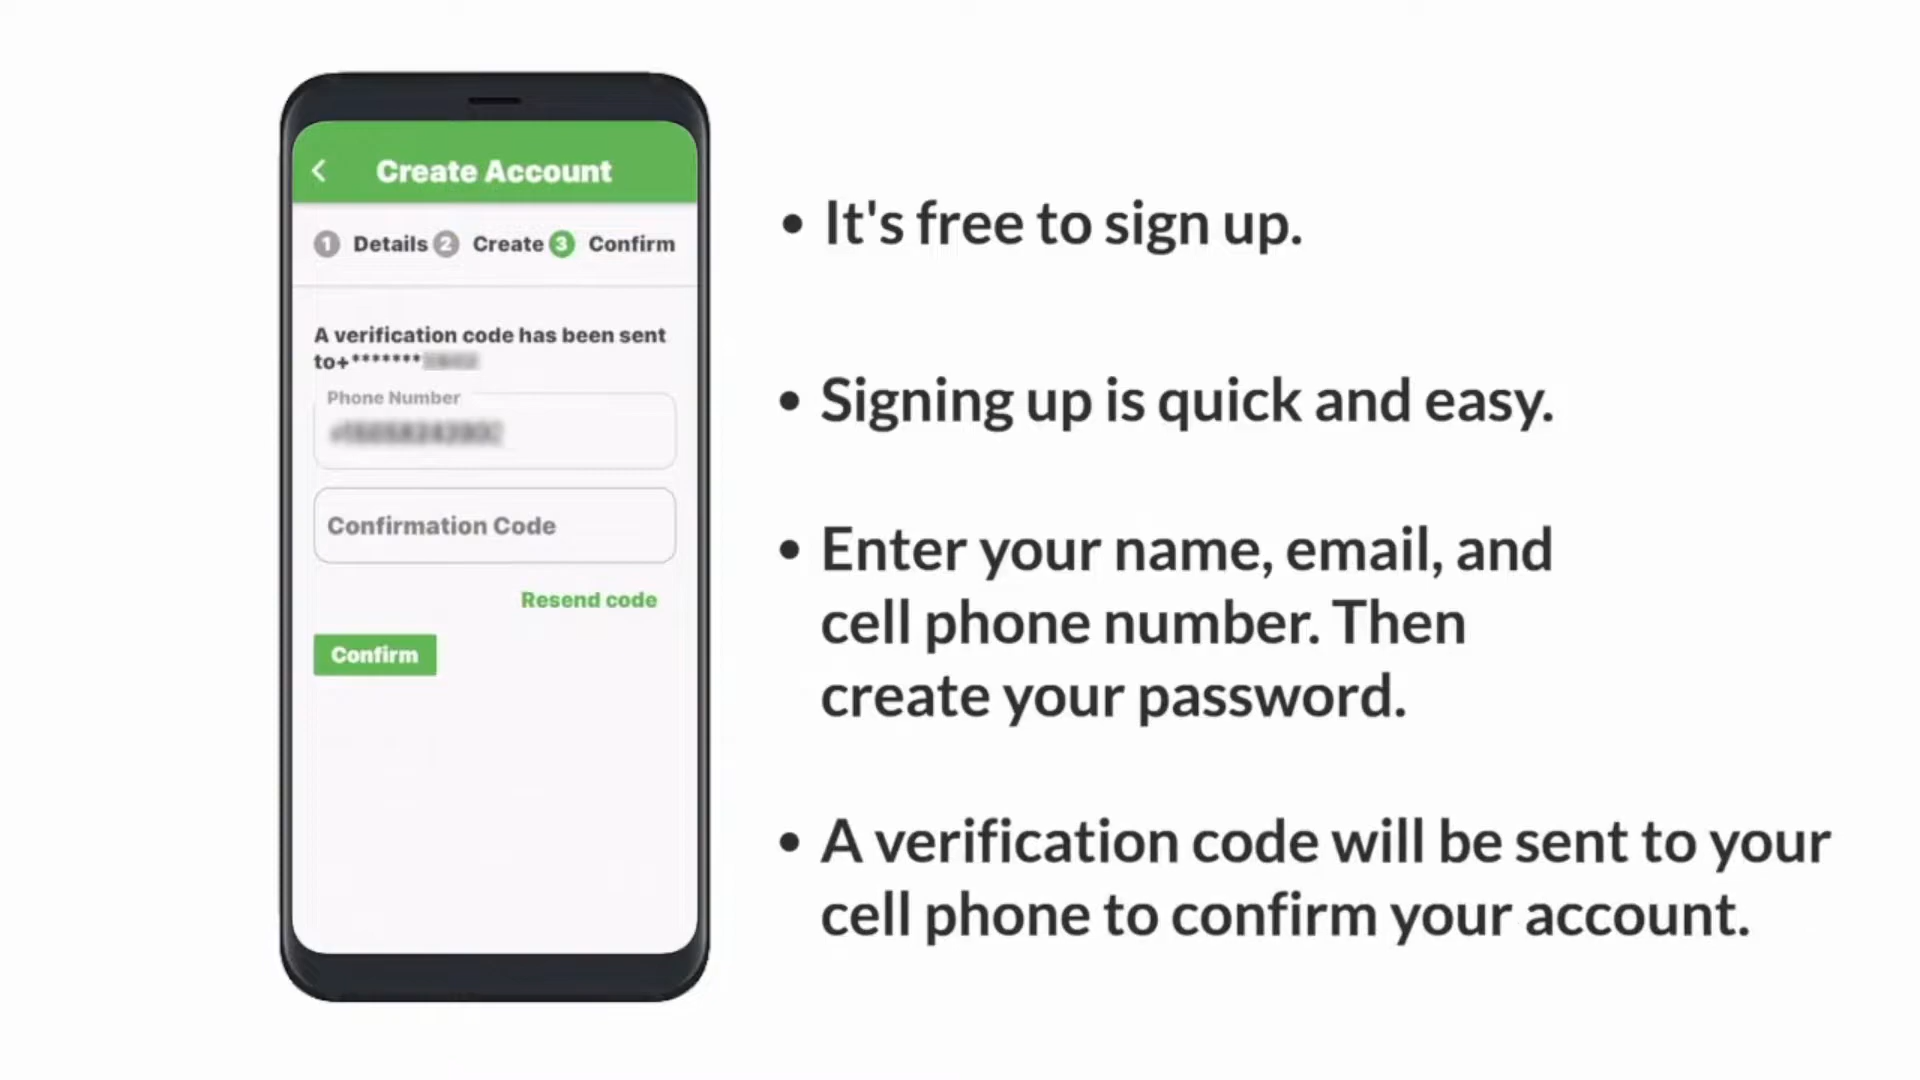 Create Account
1 Details 2 Create 3 Confirm
A verification code has been sent
to+*******
Phone Number
Confirmation Code
Resend code
Confirm
• It's free to sign up.
• Signing up is quick and easy.
• Enter your name, email, and
cell phone number. Then
create your password.
• A verification code will be sent to your
cell phone to confirm your account.